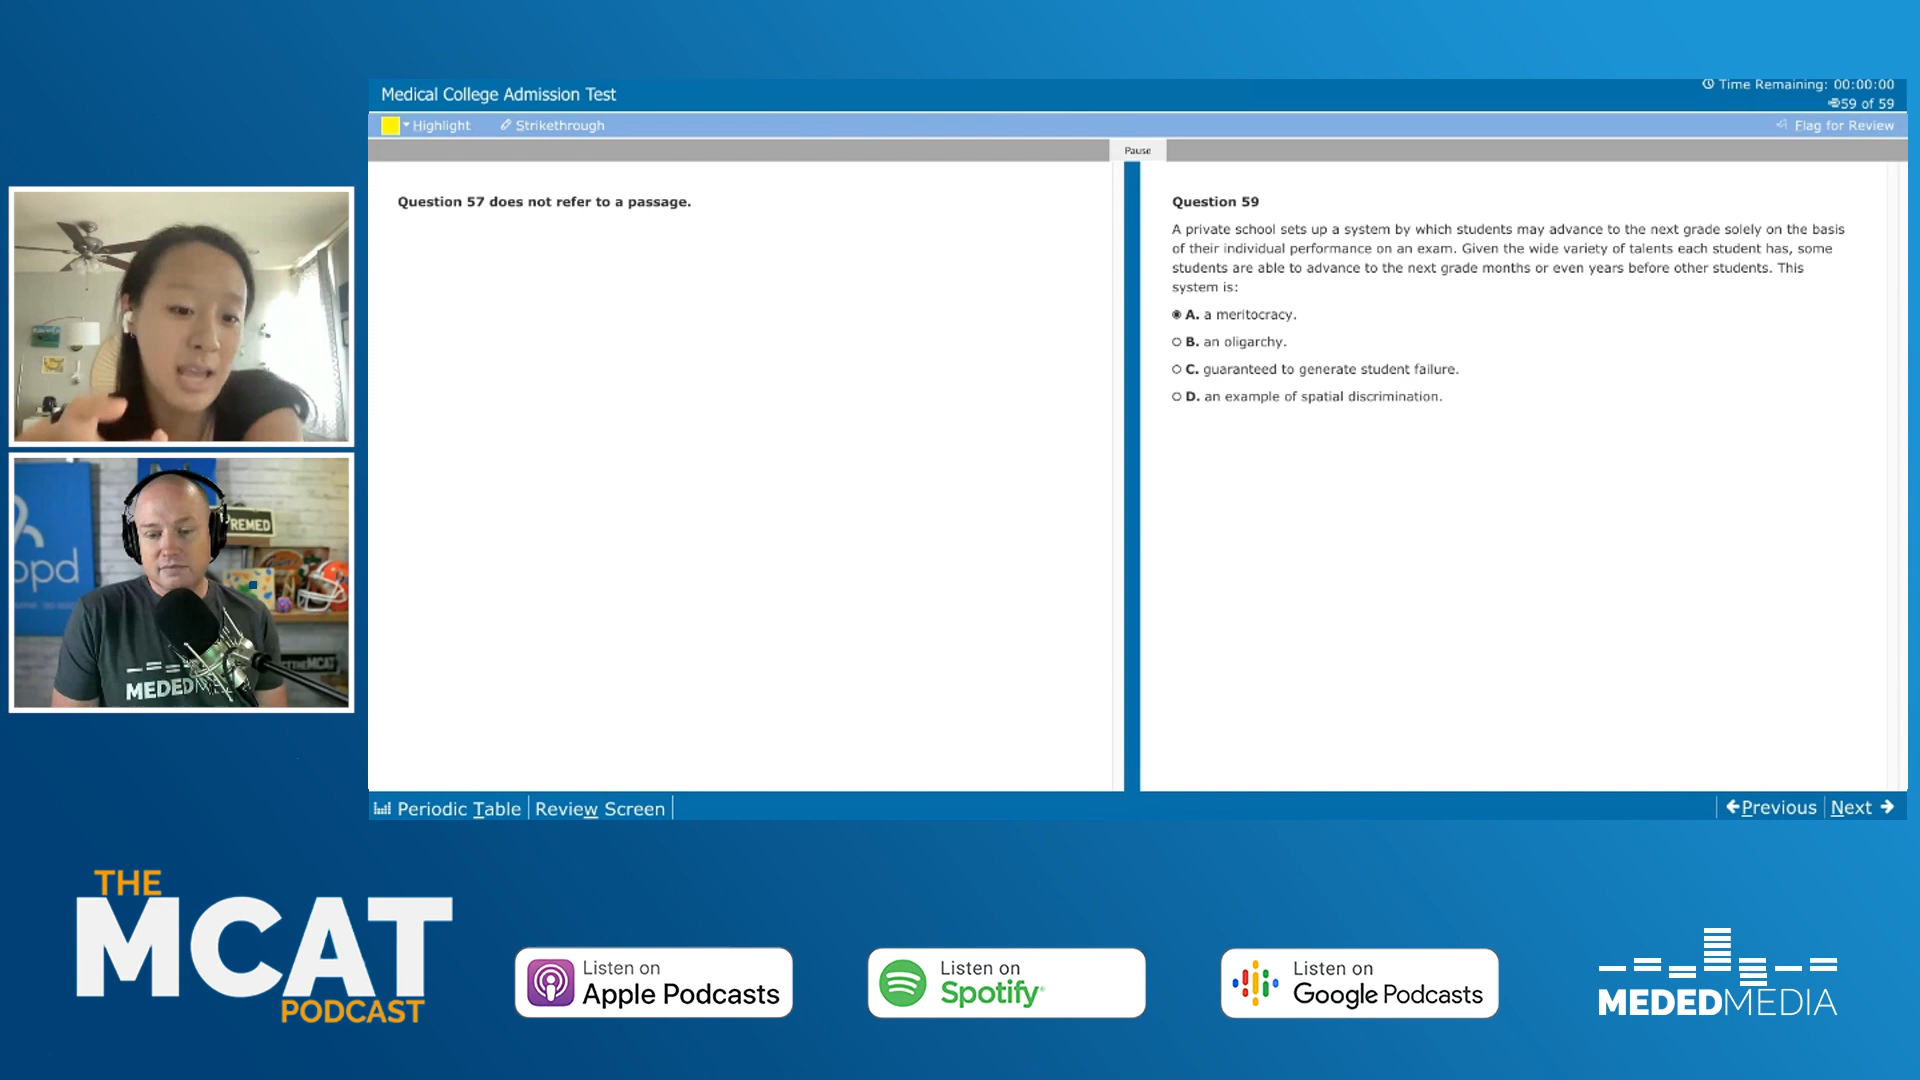 Medical College Admission Test
Time Remaining: 00:00:00
59 of 59
Highlight
Strikethrough
Flag for Review
Pause
Question 57 does not refer to a passage.
Question 59
A private school sets up a system by which students may advance to the next grade solely on the basis
of their individual performance on an exam. Given the wide variety of talents each student has, some
students are able to advance to the next grade months or even years before other students. This
system is:
A. a meritocracy.
B. an oligarchy.
C. guaranteed to generate student failure.
D. an example of spatial discrimination.
Periodic Table
Review Screen
Previous
Next
ppd
PREMED
THE MCAT
MEDEDM
THE
MCAT
PODCAST
Listen on
Apple Podcasts
Listen on
Spotify
Listen on
Google Podcasts
MEDEDMEDIA